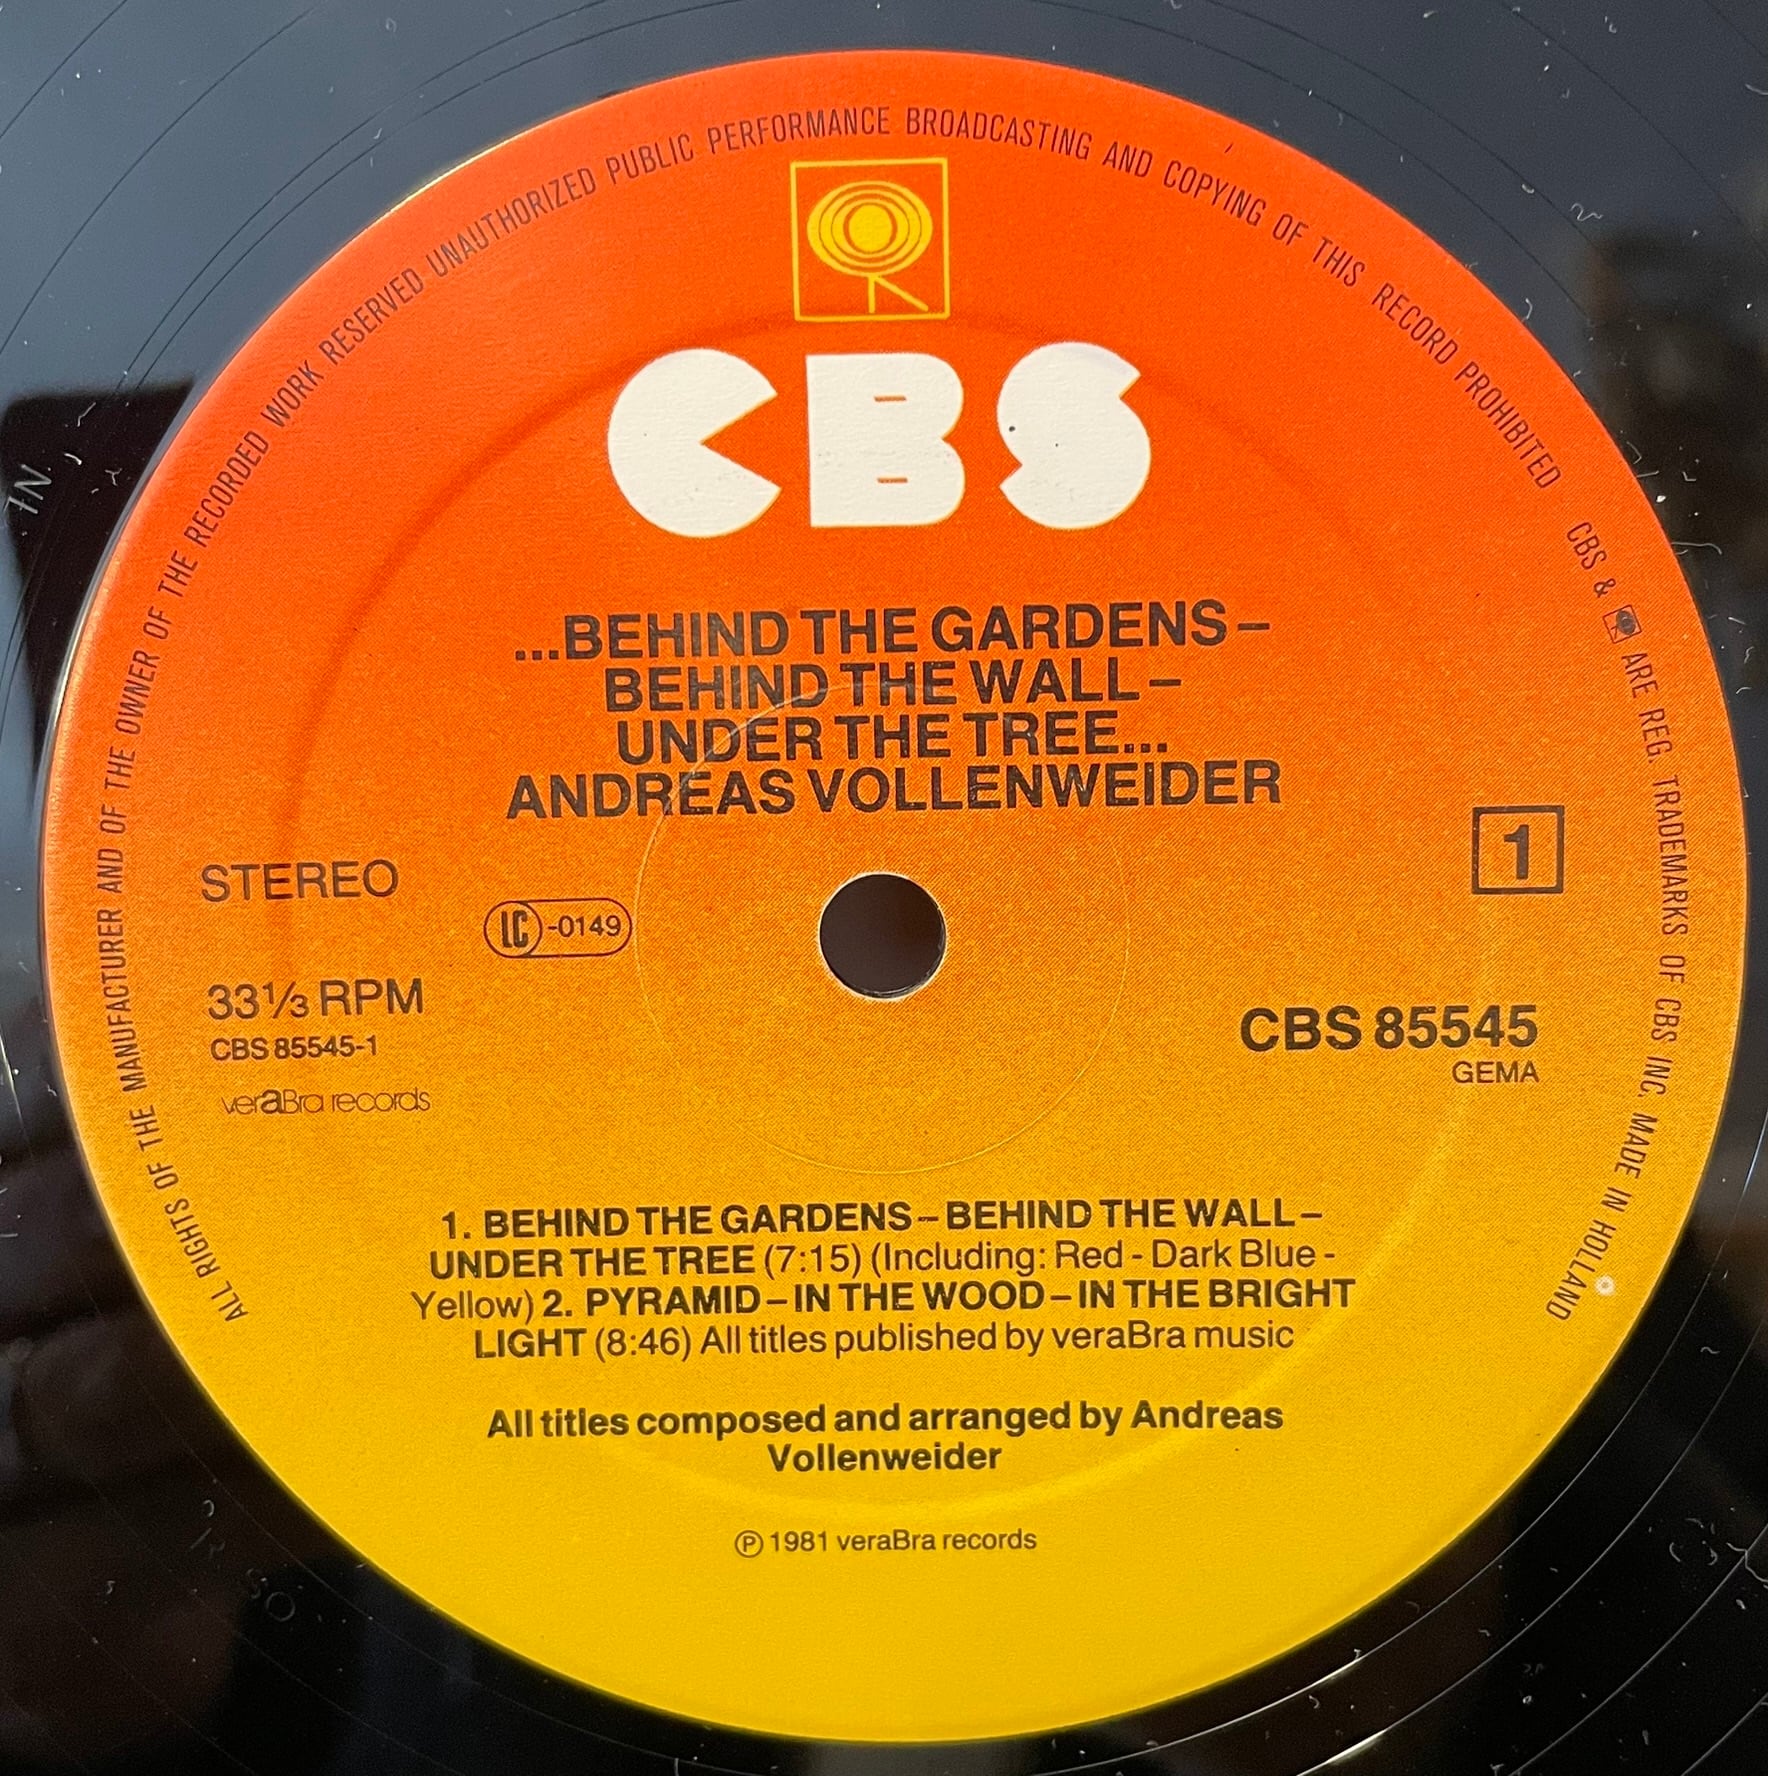 ALL RIGHTS OF THE MANUFACTURER AND OF THE OWNER OF THE RECORDED WORK RESERVED UNAUTHORIZED PUBLIC PERFORMANCE BROADCASTING AND COPYING OF THIS RECORD PROHIBITED
CBS & ARE REG. TRADEMARKS OF CBS INC. MADE IN HOLLAND
CBS
...BEHIND THE GARDENS –
BEHIND THE WALL –
UNDER THE TREE...
ANDREAS VOLLENWEIDER
STEREO
1
LC -0149
33⅓ RPM
CBS 85545-1
veraBra records
CBS 85545
GEMA
1. BEHIND THE GARDENS – BEHIND THE WALL –
UNDER THE TREE (7:15) (Including: Red - Dark Blue -
Yellow) 2. PYRAMID – IN THE WOOD – IN THE BRIGHT
LIGHT (8:46) All titles published by veraBra music
All titles composed and arranged by Andreas
Vollenweider
℗ 1981 veraBra records